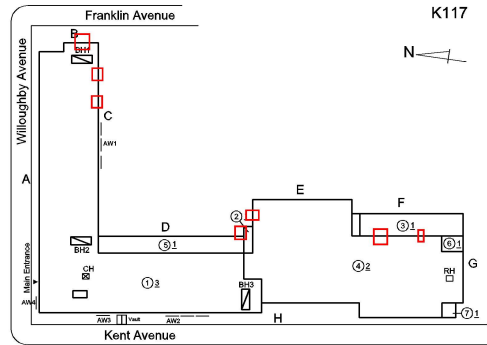 Franklin Avenue
K117
Willoughby Avenue
B
BH1
N
C
AW1
A
E
F
2
3 1
D
5 1
6 1
BH2
4 2
G
Main Entrance
CH
1 3
BH3
RH
AW4
AW3
Vault
AW2
H
7 1
Kent Avenue